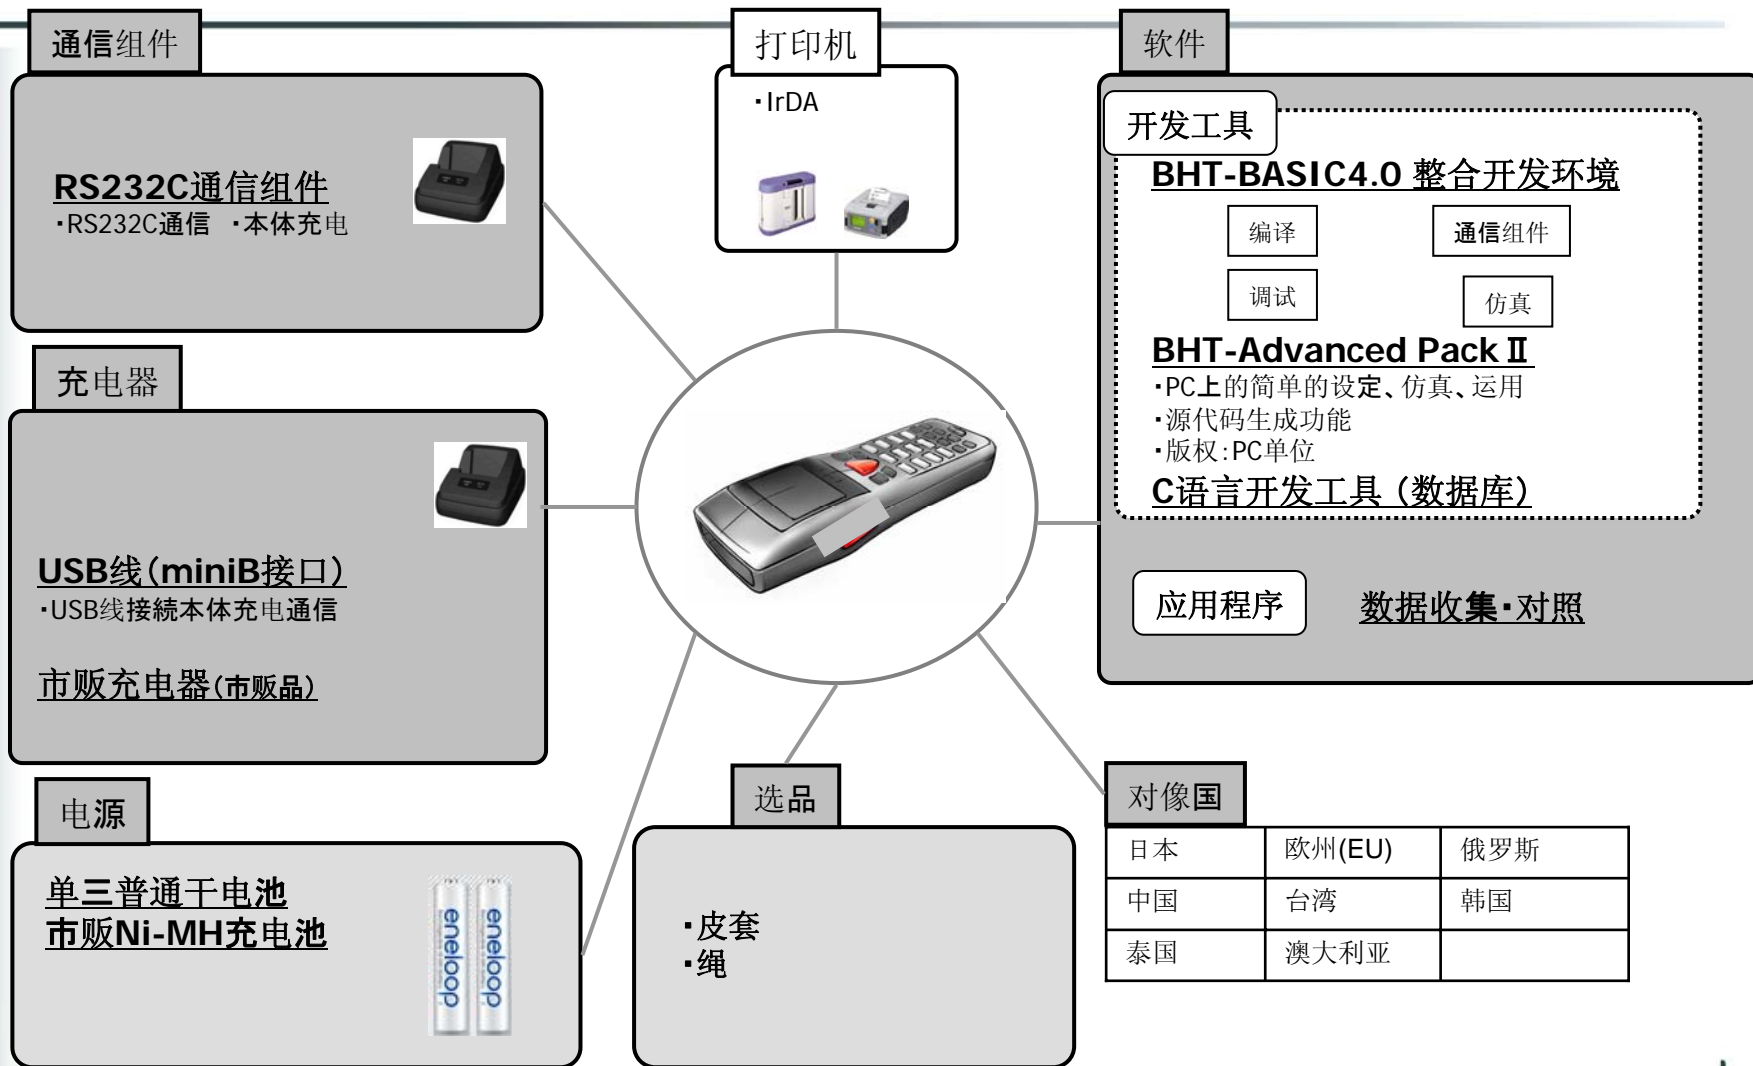 通信组件
RS232C通信组件
・RS232C通信 ・本体充电
打印机
・IrDA
软件
开发工具
BHT-BASIC4.0 整合开发环境
编译
通信组件
调试
仿真
BHT-Advanced PackⅡ
・PC上的简单的设定、仿真、运用
・源代码生成功能
・版权:PC单位
C语言开发工具(数据库)
应用程序
数据收集・对照
充电器
USB线(miniB接口)
・USB线接続本体充电通信
市贩充电器(市贩品)
电源
单三普通干电池
市贩Ni-MH充电池
eneloop
eneloop
选品
・皮套
・绳
对像国
日本 欧州(EU) 俄罗斯
中国 台湾 韩国
泰国 澳大利亚